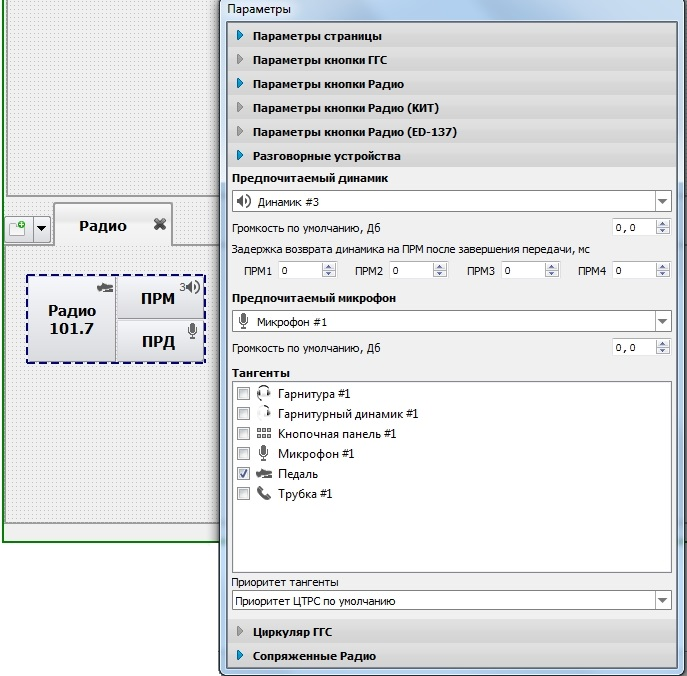 Параметры
Параметры страницы
Параметры кнопки ГГС
Параметры кнопки Радио
Параметры кнопки Радио (КИТ)
Параметры кнопки Радио (ED-137)
Разговорные устройства
Предпочитаемый динамик
Динамик #3
Громкость по умолчанию, Дб 0,0
Задержка возврата динамика на ПРМ после завершения передачи, мс
ПРМ1 0 ПРМ2 0 ПРМ3 0 ПРМ4 0
Предпочитаемый микрофон
Микрофон #1
Громкость по умолчанию, Дб 0,0
Тангенты
Гарнитура #1
Гарнитурный динамик #1
Кнопочная панель #1
Микрофон #1
Педаль
Трубка #1
Приоритет тангенты
Приоритет ЦТРС по умолчанию
Циркуляр ГГС
Сопряженные Радио
Радио
Радио
101.7
ПРМ 3
ПРД